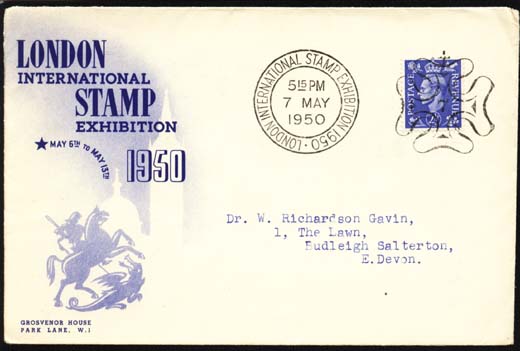 LONDON
INTERNATIONAL
STAMP
EXHIBITION
★ MAY 6TH TO MAY 13TH
1950
GROSVENOR HOUSE
PARK LANE, W.1
LONDON INTERNATIONAL STAMP EXHIBITION 1950
5 15 PM
7 MAY
1950
POSTAGE
REVENUE
Dr. W. Richardson Gavin,
1, The Lawn,
Budleigh Salterton,
E.Devon.